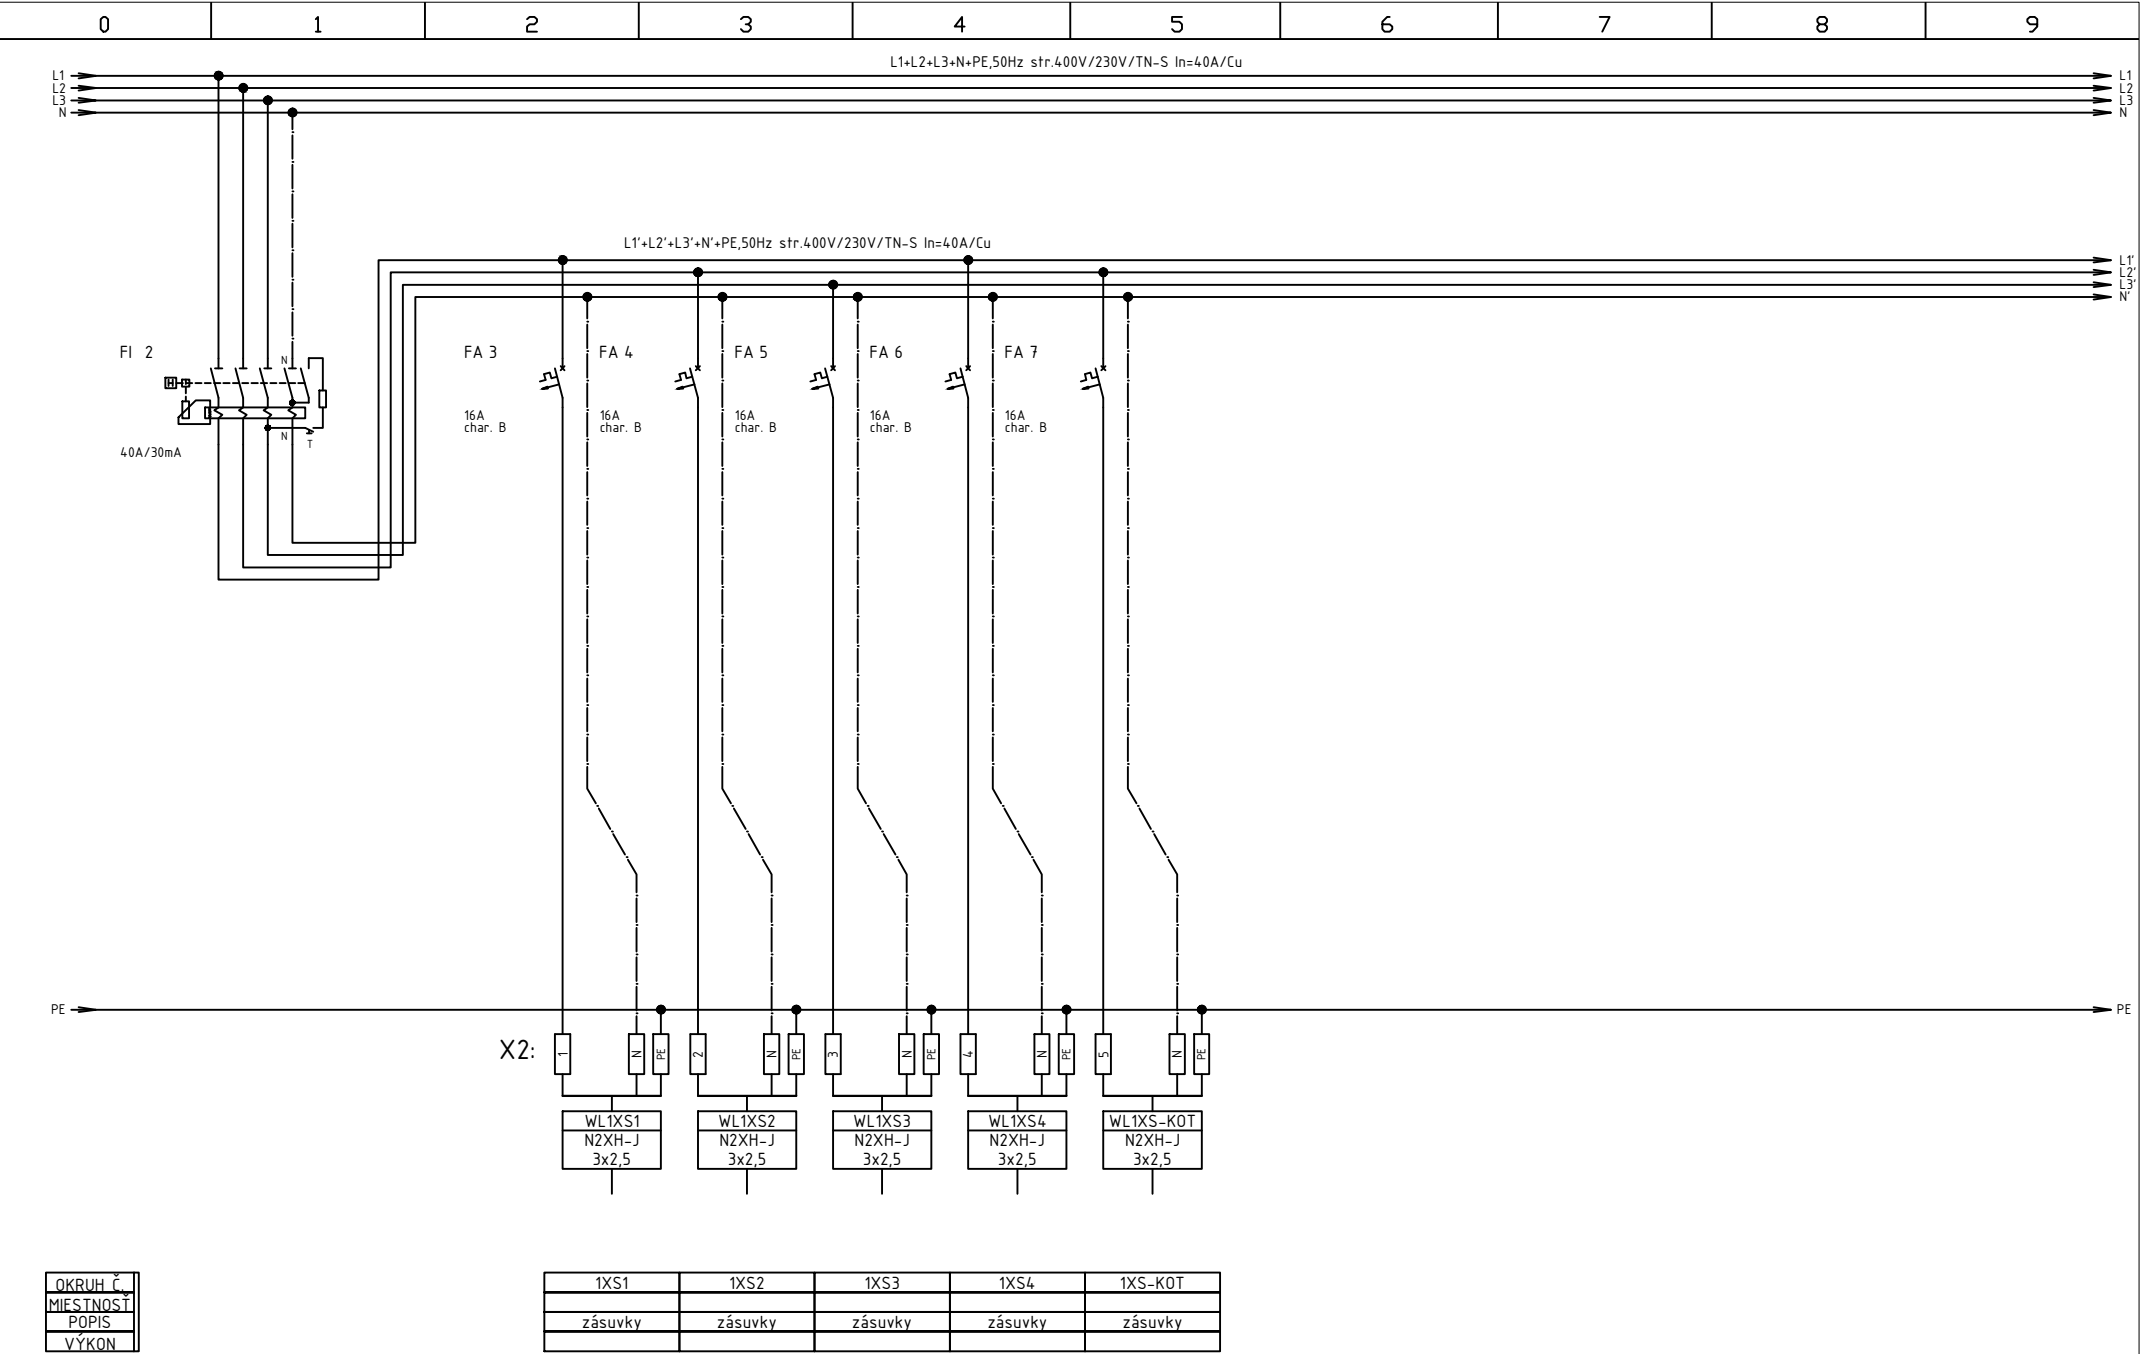 0 1 2 3 4 5 6 7 8 9
L1+L2+L3+N+PE,50Hz str.400V/230V/TN-S In=40A/Cu
L1 L1
L2 L2
L3 L3
N N
L1'+L2'+L3'+N'+PE,50Hz str.400V/230V/TN-S In=40A/Cu
L1'
L2'
L3'
N'
FI 2 N FA 3 FA 4 FA 5 FA 6 FA 7
H
16A 16A 16A 16A 16A
char. B char. B char. B char. B char. B
N T
40A/30mA
PE PE
X2: 1 N PE 2 N PE 3 N PE 4 N PE 5 N PE
WL1XS1 WL1XS2 WL1XS3 WL1XS4 WL1XS-KOT
N2XH-J N2XH-J N2XH-J N2XH-J N2XH-J
3x2,5 3x2,5 3x2,5 3x2,5 3x2,5
OKRUH Č. 1XS1 1XS2 1XS3 1XS4 1XS-KOT
MIESTNOSŤ
POPIS zásuvky zásuvky zásuvky zásuvky zásuvky
VÝKON